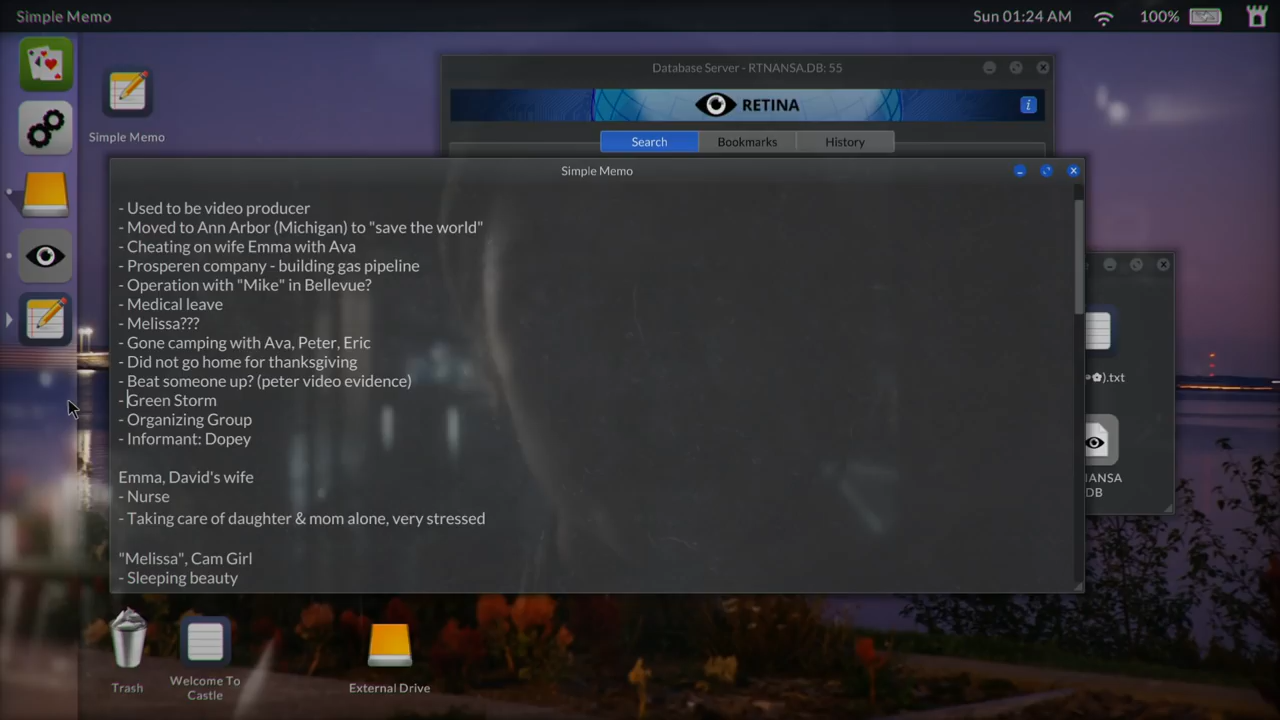 Simple Memo
Sun 01:24 AM
100%
Simple Memo
Database Server - RTNANSA.DB: 55
RETINA
i
Search
Bookmarks
History
Simple Memo
- Used to be video producer
- Moved to Ann Arbor (Michigan) to "save the world"
- Cheating on wife Emma with Ava
- Prosperen company - building gas pipeline
- Operation with "Mike" in Bellevue?
- Medical leave
- Melissa???
- Gone camping with Ava, Peter, Eric
- Did not go home for thanksgiving
- Beat someone up? (peter video evidence)
- Green Storm
- Organizing Group
- Informant: Dopey
Emma, David's wife
- Nurse
- Taking care of daughter & mom alone, very stressed
"Melissa", Cam Girl
- Sleeping beauty
✿).txt
NANSA
DB
Trash
Welcome To
Castle
External Drive